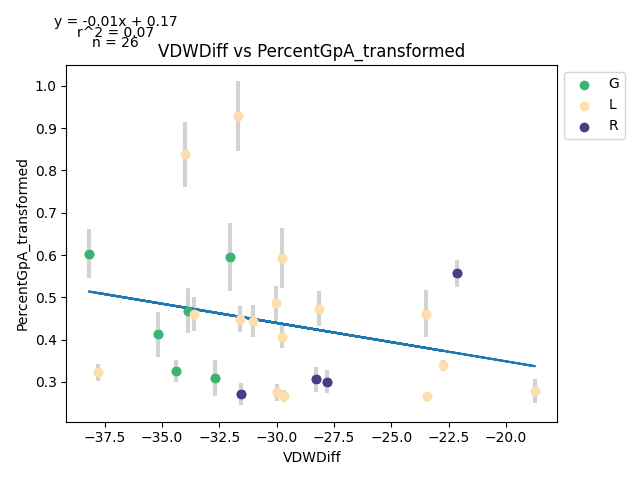 y = -0.01x + 0.17
r^2 = 0.07
n = 26
VDWDiff vs PercentGpA_transformed
G
L
R
1.0
0.9
0.8
0.7
0.6
0.5
0.4
0.3
PercentGpA_transformed
−37.5 −35.0 −32.5 −30.0 −27.5 −25.0 −22.5 −20.0
VDWDiff